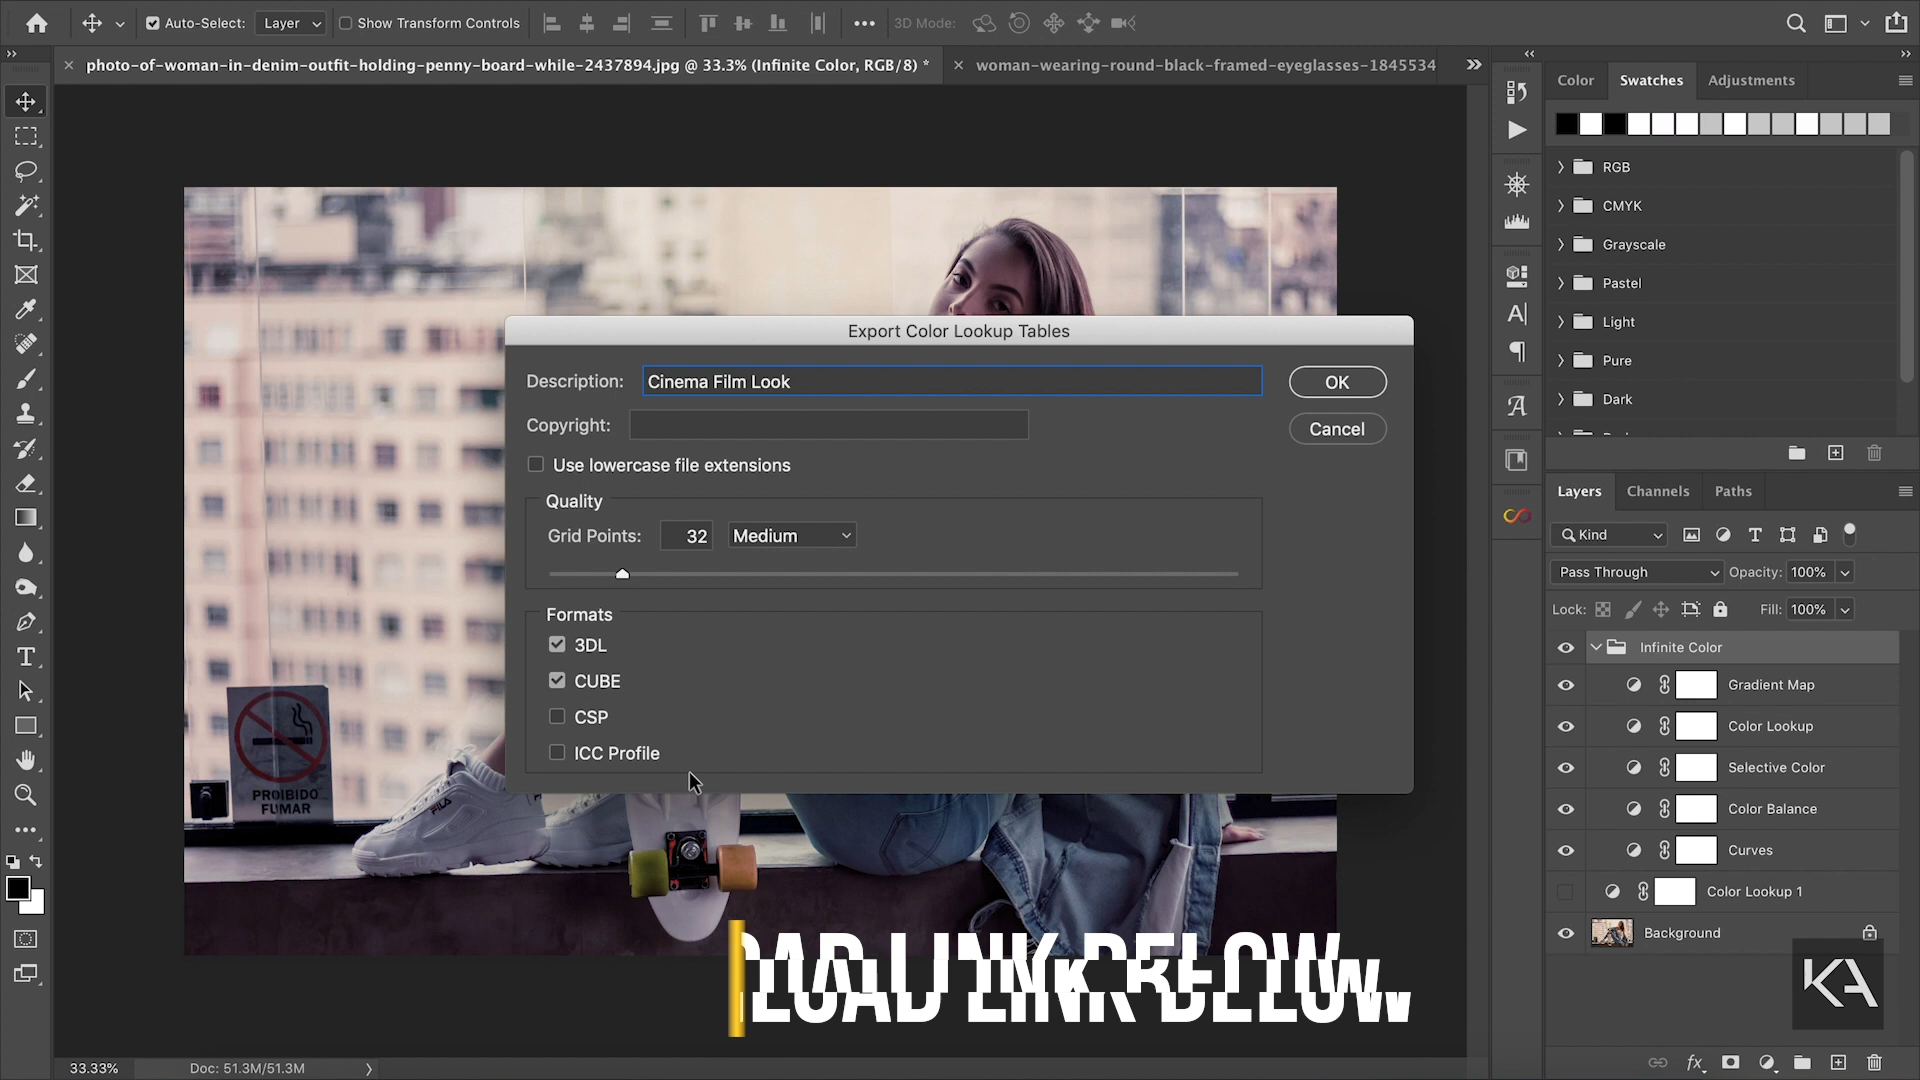 Auto-Select: Layer Show Transform Controls 3D Mode:
photo-of-woman-in-denim-outfit-holding-penny-board-while-2437894.jpg @ 33.3% (Infinite Color, RGB/8) *
woman-wearing-round-black-framed-eyeglasses-1845534
Color Swatches Adjustments
RGB
CMYK
Grayscale
Pastel
Light
Pure
Dark
Export Color Lookup Tables
Description: Cinema Film Look
OK
Copyright:
Cancel
Use lowercase file extensions
Quality
Grid Points: 32 Medium
Formats
3DL
CUBE
CSP
ICC Profile
PROIBIDO
FUMAR
FILA
LINK BELOW
Layers Channels Paths
Kind
Pass Through Opacity: 100%
Lock: Fill: 100%
Infinite Color
Gradient Map
Color Lookup
Selective Color
Color Balance
Curves
Color Lookup 1
Background
KA
33.33% Doc: 51.3M/51.3M